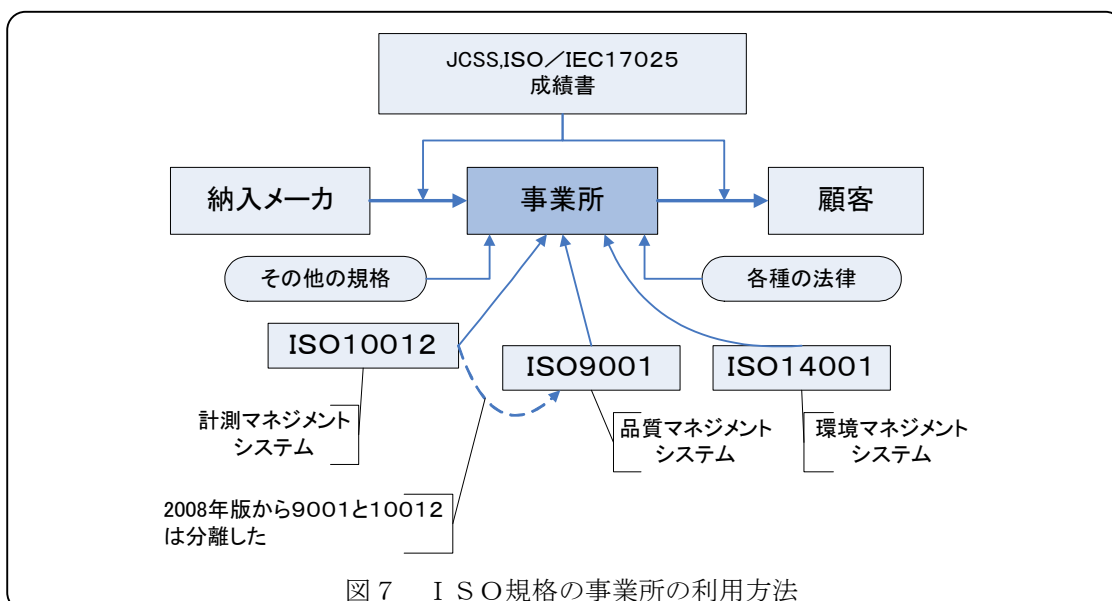 JCSS,ISO／IEC17025
成績書
納入メーカ
事業所
顧客
その他の規格
各種の法律
ISO10012
ISO9001
ISO14001
計測マネジメント
システム
品質マネジメント
システム
環境マネジメント
システム
2008年版から9001と10012
は分離した
図７　ＩＳＯ規格の事業所の利用方法